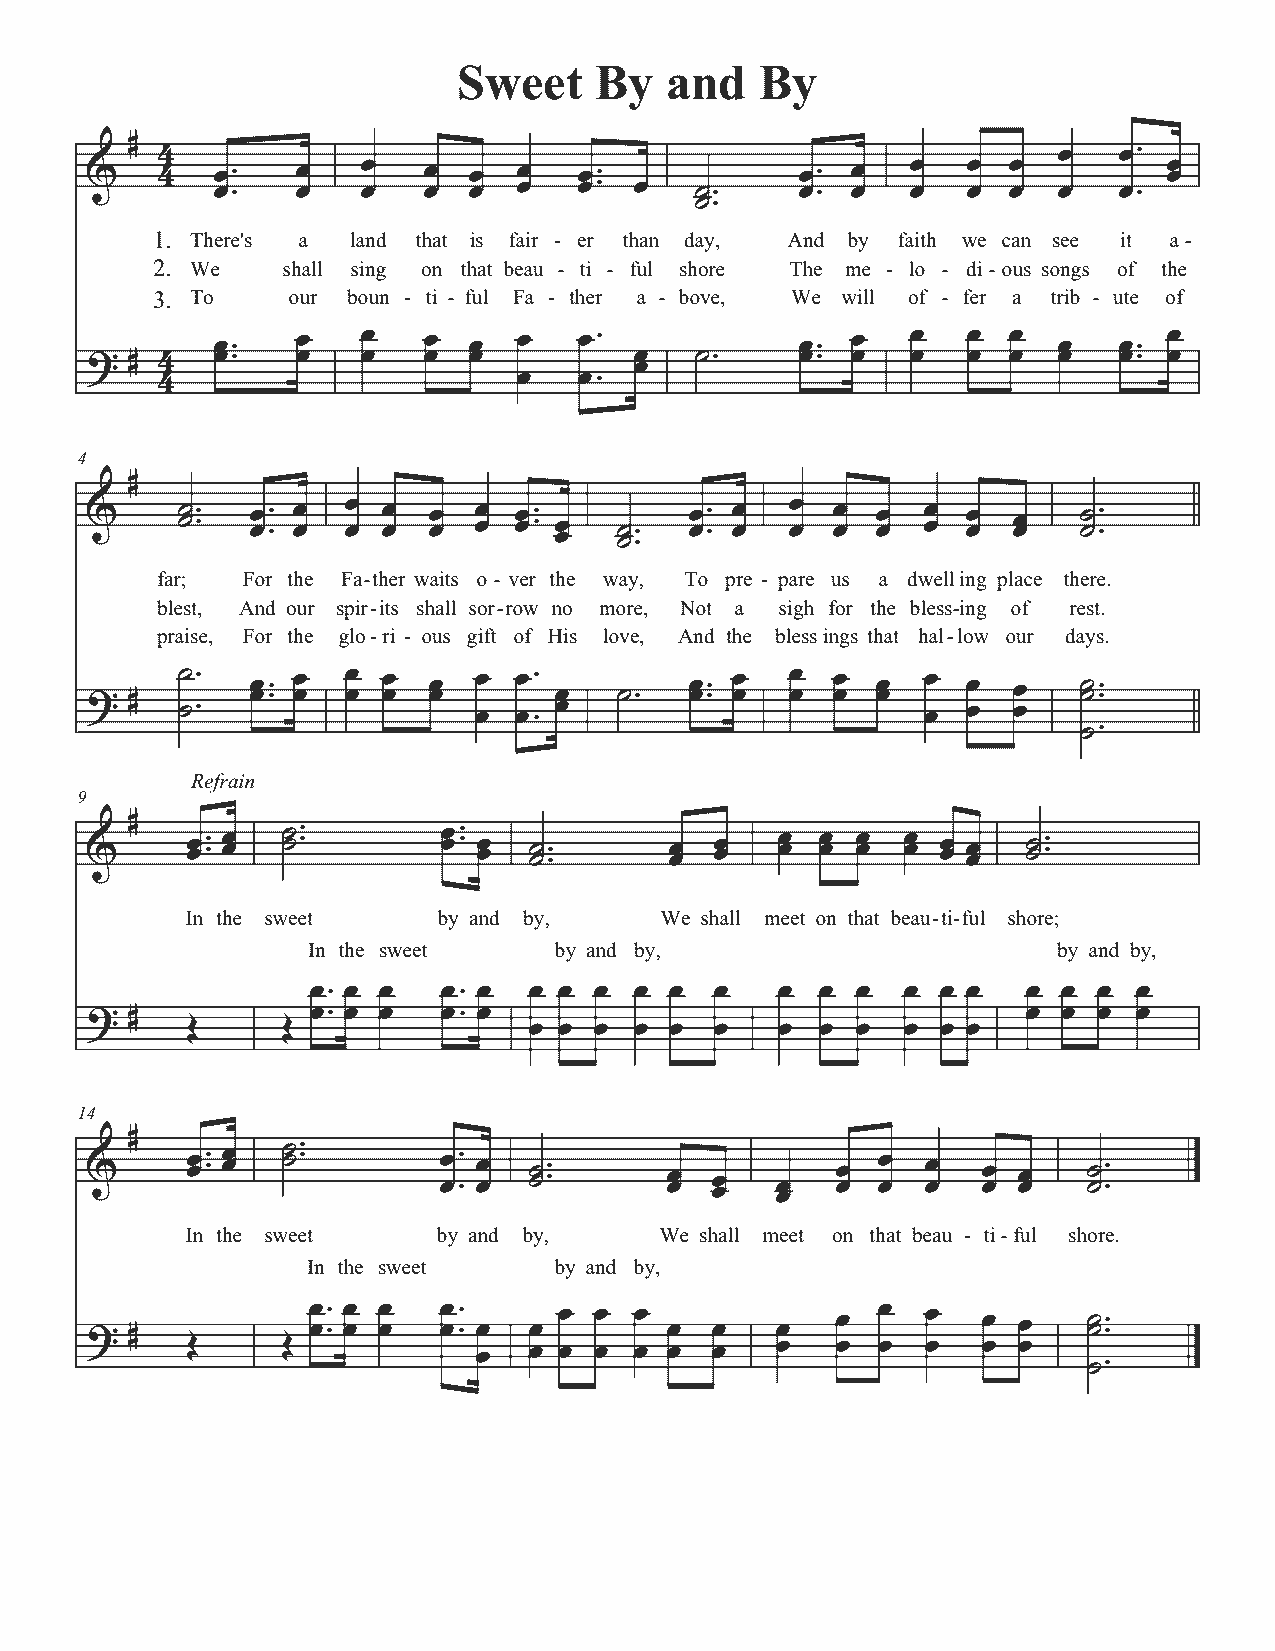 Sweet By and By
1. There's a land that is fair - er than day, And by faith we can see it a -
2. We shall sing on that beau - ti - ful shore The me - lo - di - ous songs of the
3. To our boun - ti - ful Fa - ther a - bove, We will of - fer a trib - ute of
4
far; For the Fa-ther waits o - ver the way, To pre - pare us a dwell ing place there.
blest, And our spir-its shall sor-row no more, Not a sigh for the bless-ing of rest.
praise, For the glo - ri - ous gift of His love, And the bless ings that hal-low our days.
Refrain
9
In the sweet by and by, We shall meet on that beau-ti-ful shore;
In the sweet by and by, by and by,
14
In the sweet by and by, We shall meet on that beau - ti - ful shore.
In the sweet by and by,